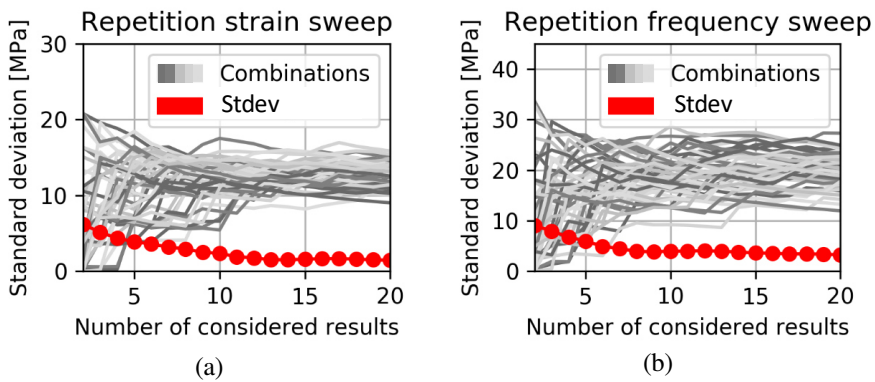 Repetition strain sweep
Standard deviation [MPa]
30
20
10
0
Combinations
Stdev
5
10
15
20
Number of considered results
(a)
Repetition frequency sweep
Standard deviation [MPa]
40
30
20
10
0
Combinations
Stdev
5
10
15
20
Number of considered results
(b)